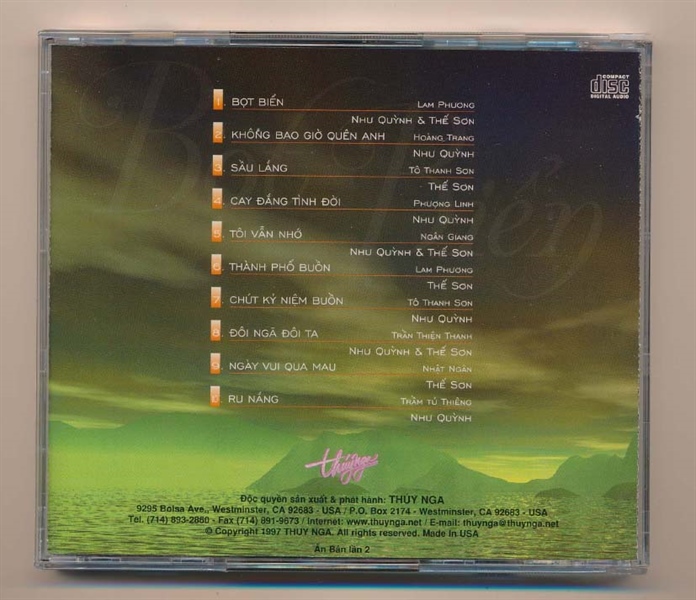 Bọt Biển
COMPACT
disc
DIGITAL AUDIO
1. BỌT BIỂN LAM PHƯƠNG
NHƯ QUỲNH & THẾ SƠN
2. KHÔNG BAO GIỜ QUÊN ANH HOÀNG TRANG
NHƯ QUỲNH
3. SẦU LẮNG TÔ THANH SƠN
THẾ SƠN
4. CAY ĐẮNG TÌNH ĐỜI PHƯỢNG LINH
NHƯ QUỲNH
5. TÔI VẪN NHỚ NGÂN GIANG
NHƯ QUỲNH & THẾ SƠN
6. THÀNH PHỐ BUỒN LAM PHƯƠNG
THẾ SƠN
7. CHÚT KỶ NIỆM BUỒN TÔ THANH SƠN
NHƯ QUỲNH
8. ĐÔI NGÃ ĐÔI TA TRẦN THIỆN THANH
NHƯ QUỲNH & THẾ SƠN
9. NGÀY VUI QUA MAU NHẬT NGÂN
THẾ SƠN
10. RU NẮNG TRẦM TỬ THIÊNG
NHƯ QUỲNH
thúynga
Độc quyền sản xuất & phát hành: THÚY NGA
9295 Bolsa Ave., Westminster, CA 92683 - USA / P.O. Box 2174 - Westminster, CA 92683 - USA
Tel. (714) 893-2860 - Fax (714) 891-9673 / Internet: www.thuynga.net / E-mail: thuynga@thuynga.net
© Copyright 1997 THUY NGA. All rights reserved. Made in USA
Ấn Bản lần 2